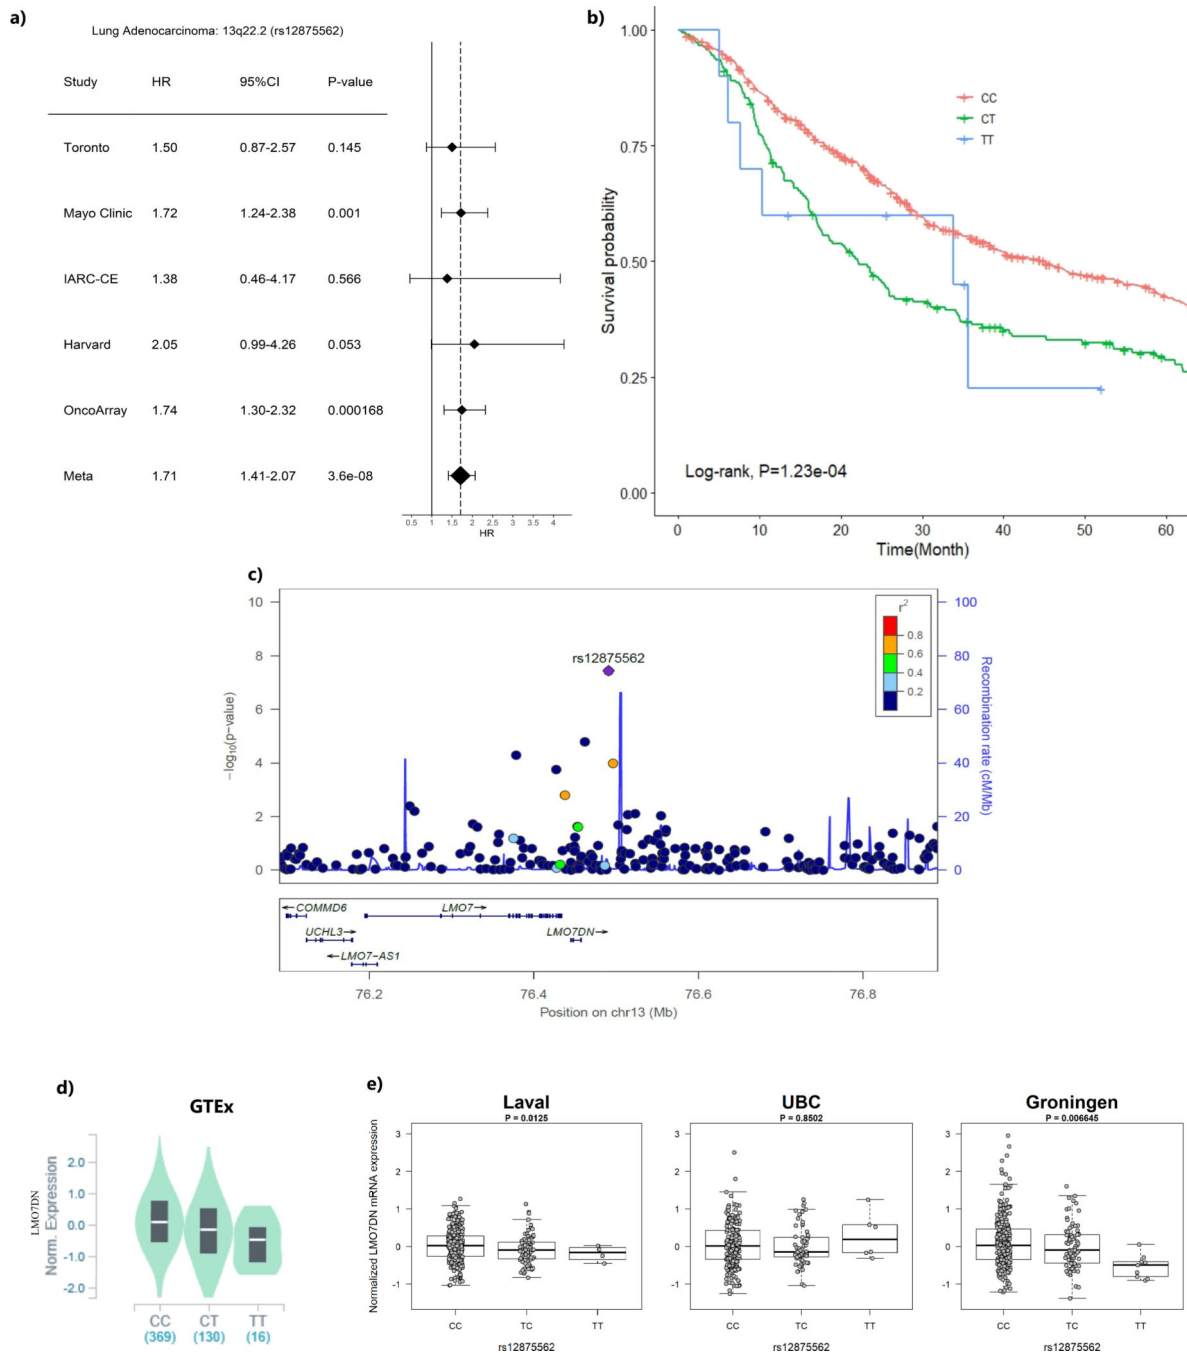 a)
Lung Adenocarcinoma: 13q22.2 (rs12875562)
Study HR 95%CI P-value
Toronto 1.50 0.87-2.57 0.145
Mayo Clinic 1.72 1.24-2.38 0.001
IARC-CE 1.38 0.46-4.17 0.566
Harvard 2.05 0.99-4.26 0.053
OncoArray 1.74 1.30-2.32 0.000168
Meta 1.71 1.41-2.07 3.6e-08
0.5 1 1.5 2 2.5 3 3.5 4
HR
b)
Survival probability
1.00
0.75
0.50
0.25
0.00
CC
CT
TT
Log-rank, P=1.23e-04
0 10 20 30 40 50 60
Time(Month)
c)
−log10(p−value)
10
8
6
4
2
0
rs12875562
r2
0.8
0.6
0.4
0.2
100
80
60
40
20
0
Recombination rate (cM/Mb)
←COMMD6
LMO7→
UCHL3→
LMO7DN→
←LMO7−AS1
76.2 76.4 76.6 76.8
Position on chr13 (Mb)
d)
GTEx
LMO7DN
Norm. Expression
2.0
1.0
0.0
-1.0
-2.0
CC CT TT
(369) (130) (16)
e)
Normalized LMO7DN mRNA expression
Laval
P = 0.0125
3
2
1
0
-1
CC TC TT
rs12875562
UBC
P = 0.8502
3
2
1
0
-1
CC TC TT
rs12875562
Groningen
P = 0.006645
3
2
1
0
-1
CC TC TT
rs12875562